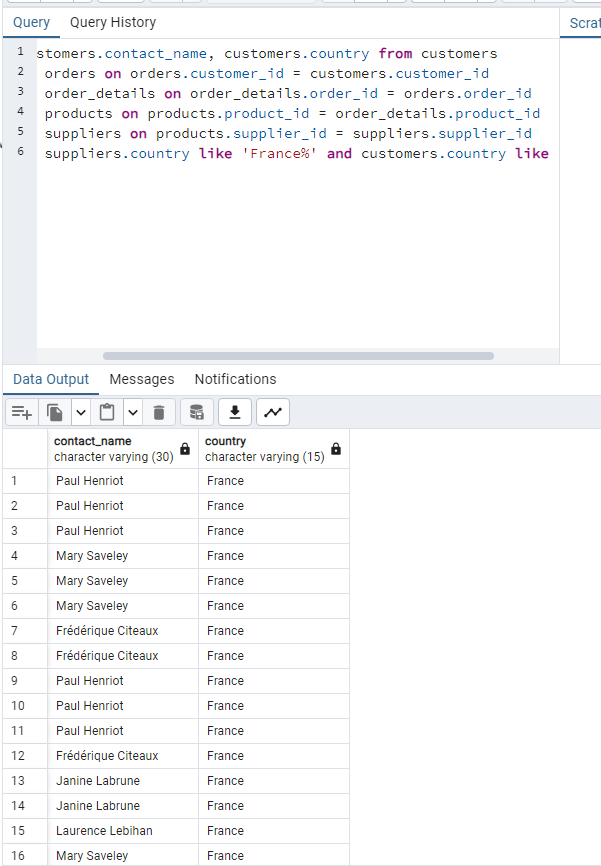 Query Query History Scrat
1 stomers.contact_name, customers.country from customers
2 orders on orders.customer_id = customers.customer_id
3 order_details on order_details.order_id = orders.order_id
4 products on products.product_id = order_details.product_id
5 suppliers on products.supplier_id = suppliers.supplier_id
6 suppliers.country like 'France%' and customers.country like
Data Output Messages Notifications
contact_name country
character varying (30) character varying (15)
1 Paul Henriot France
2 Paul Henriot France
3 Paul Henriot France
4 Mary Saveley France
5 Mary Saveley France
6 Mary Saveley France
7 Frédérique Citeaux France
8 Frédérique Citeaux France
9 Paul Henriot France
10 Paul Henriot France
11 Paul Henriot France
12 Frédérique Citeaux France
13 Janine Labrune France
14 Janine Labrune France
15 Laurence Lebihan France
16 Mary Saveley France